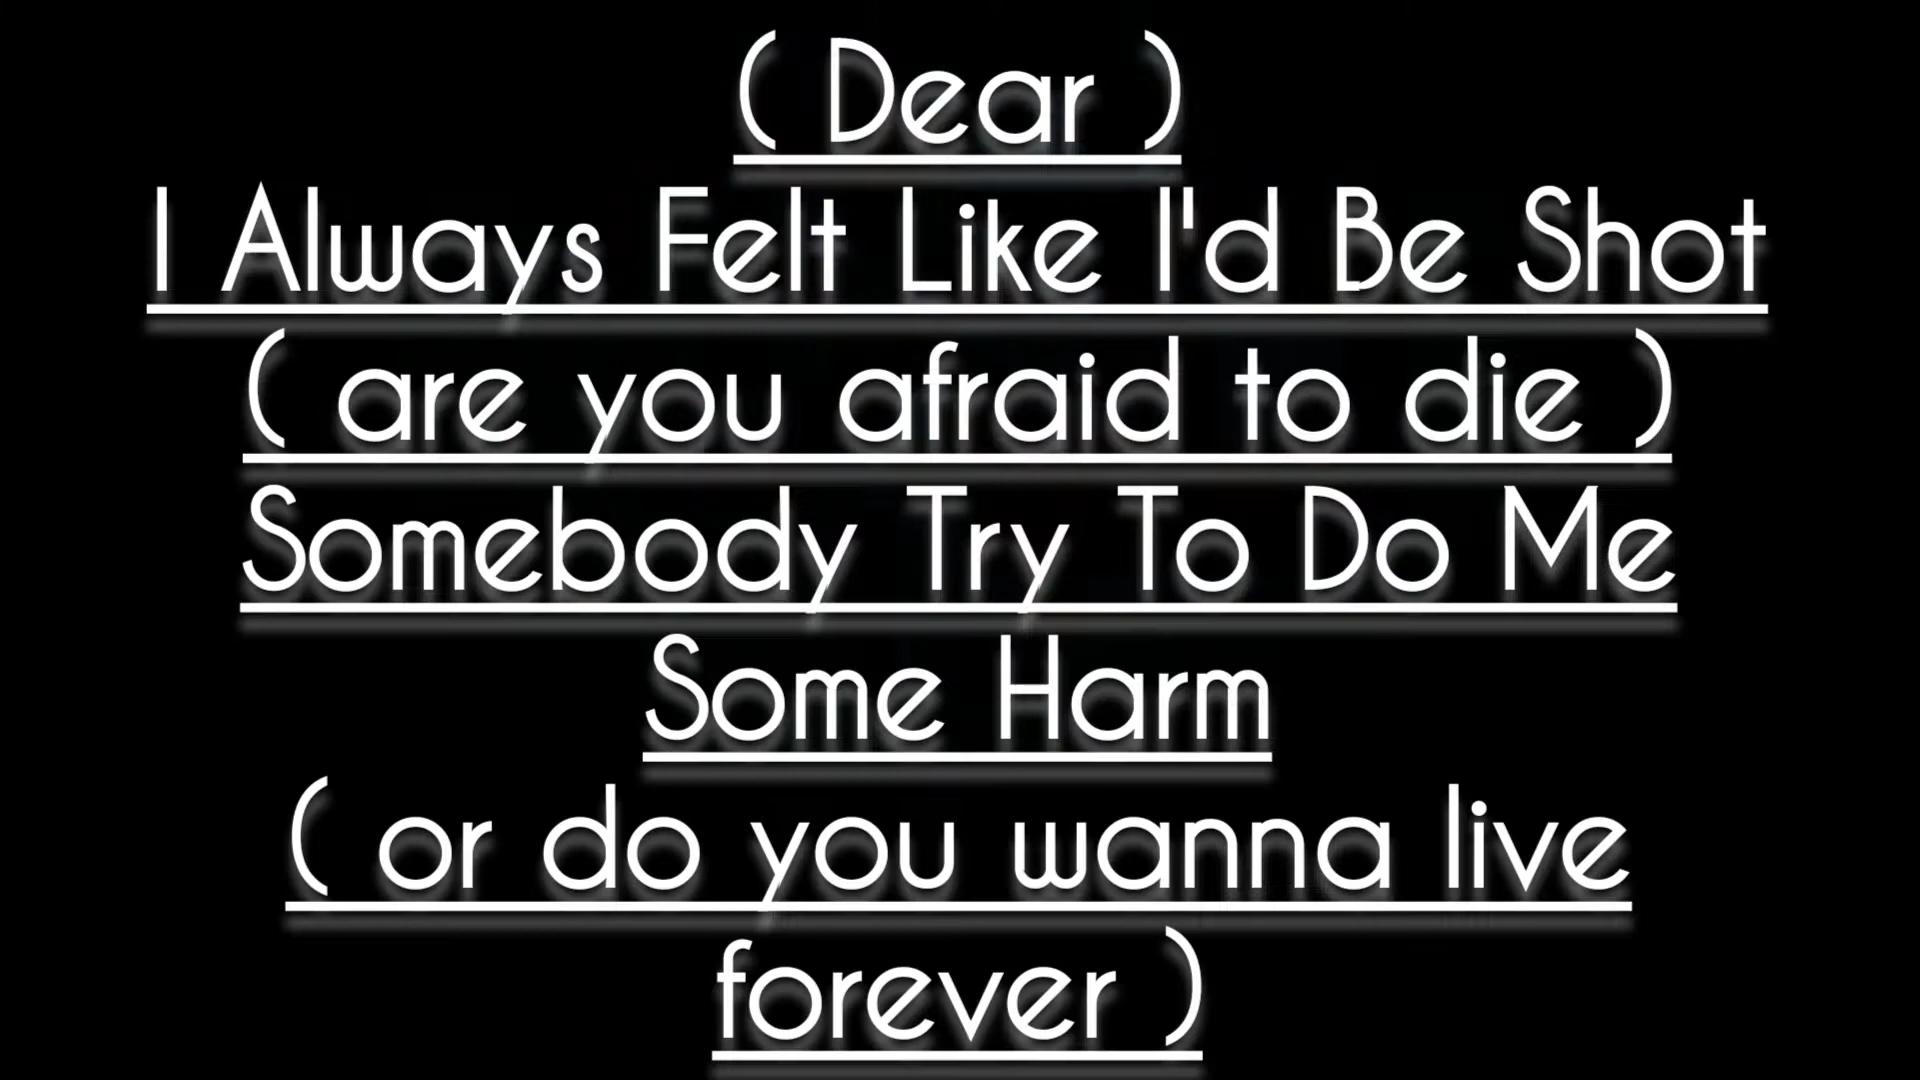 ( Dear )
I Always Felt Like I'd Be Shot
( are you afraid to die )
Somebody Try To Do Me
Some Harm
( or do you wanna live
forever )